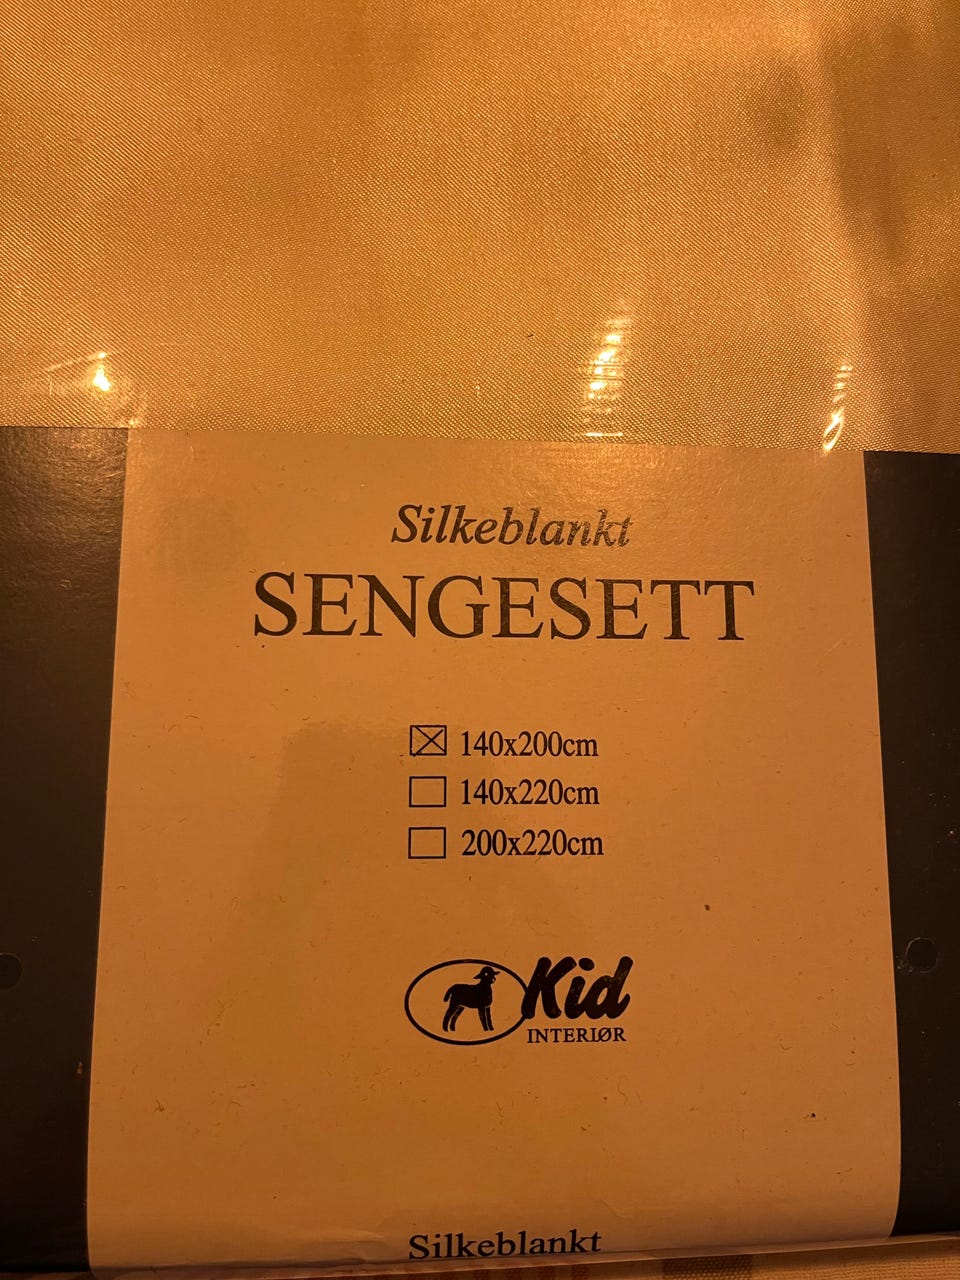 Silkeblankt
SENGESETT
140x200cm
140x220cm
200x220cm
Kid
INTERIØR
Silkeblankt